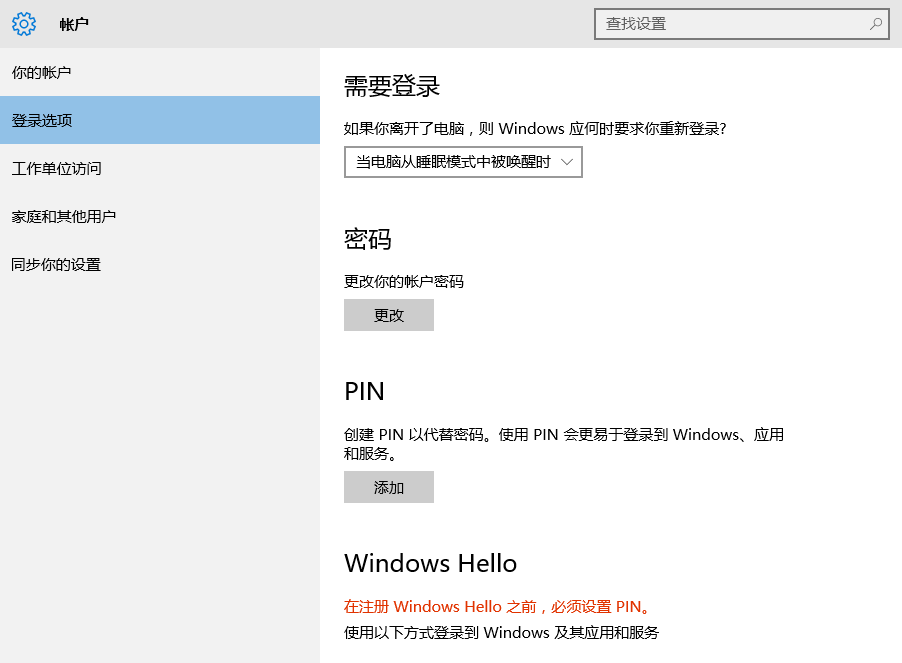 帐户
查找设置
你的帐户
登录选项
工作单位访问
家庭和其他用户
同步你的设置
需要登录
如果你离开了电脑，则 Windows 应何时要求你重新登录?
当电脑从睡眠模式中被唤醒时
密码
更改你的帐户密码
更改
PIN
创建 PIN 以代替密码。使用 PIN 会更易于登录到 Windows、应用
和服务。
添加
Windows Hello
在注册 Windows Hello 之前，必须设置 PIN。
使用以下方式登录到 Windows 及其应用和服务